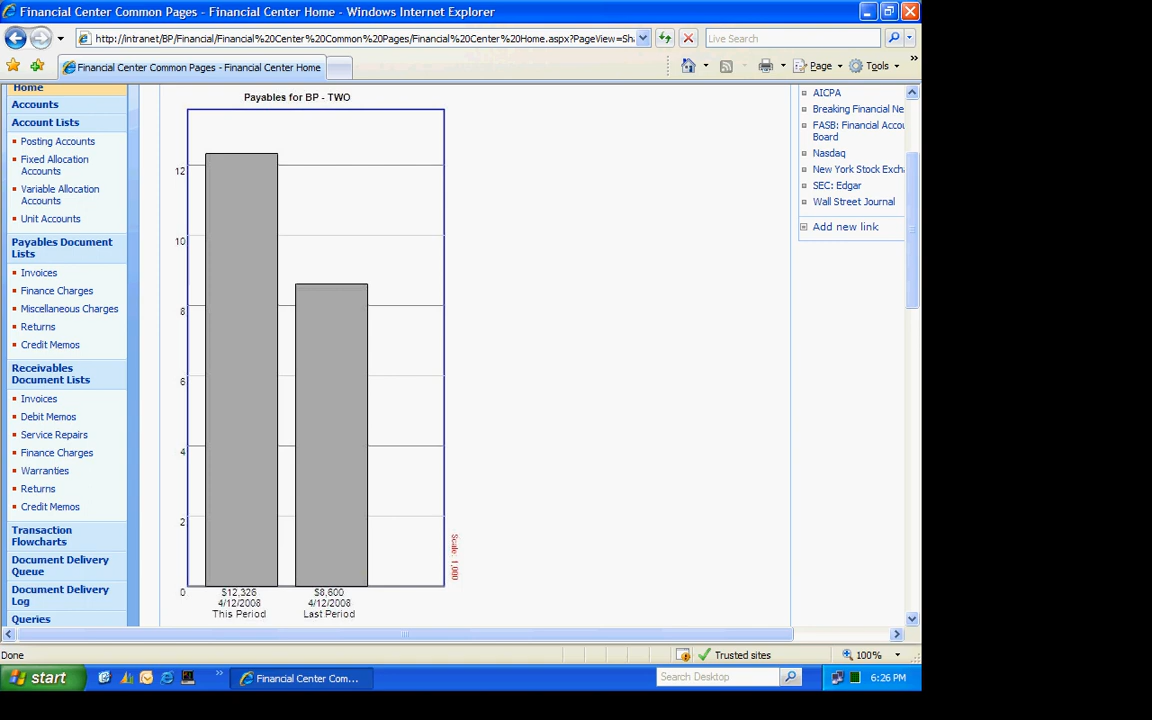 Financial Center Common Pages - Financial Center Home - Windows Internet Explorer
http://intranet/BP/Financial/Financial%20Center%20Common%20Pages/Financial%20Center%20Home.aspx?PageView=Sh
Live Search
Financial Center Common Pages - Financial Center Home
Page
Tools
»
Home
Accounts
Account Lists
Posting Accounts
Fixed Allocation
Accounts
Variable Allocation
Accounts
Unit Accounts
Payables Document
Lists
Invoices
Finance Charges
Miscellaneous Charges
Returns
Credit Memos
Receivables
Document Lists
Invoices
Debit Memos
Service Repairs
Finance Charges
Warranties
Returns
Credit Memos
Transaction
Flowcharts
Document Delivery
Queue
Document Delivery
Log
Queries
Payables for BP - TWO
12
10
8
6
4
2
0
Scale: 1,000
$12,326
4/12/2008
This Period
$8,600
4/12/2008
Last Period
AICPA
Breaking Financial Ne
FASB: Financial Accou
Board
Nasdaq
New York Stock Exch
SEC: Edgar
Wall Street Journal
Add new link
Done
Trusted sites
100%
start
»
Financial Center Com...
Search Desktop
6:26 PM